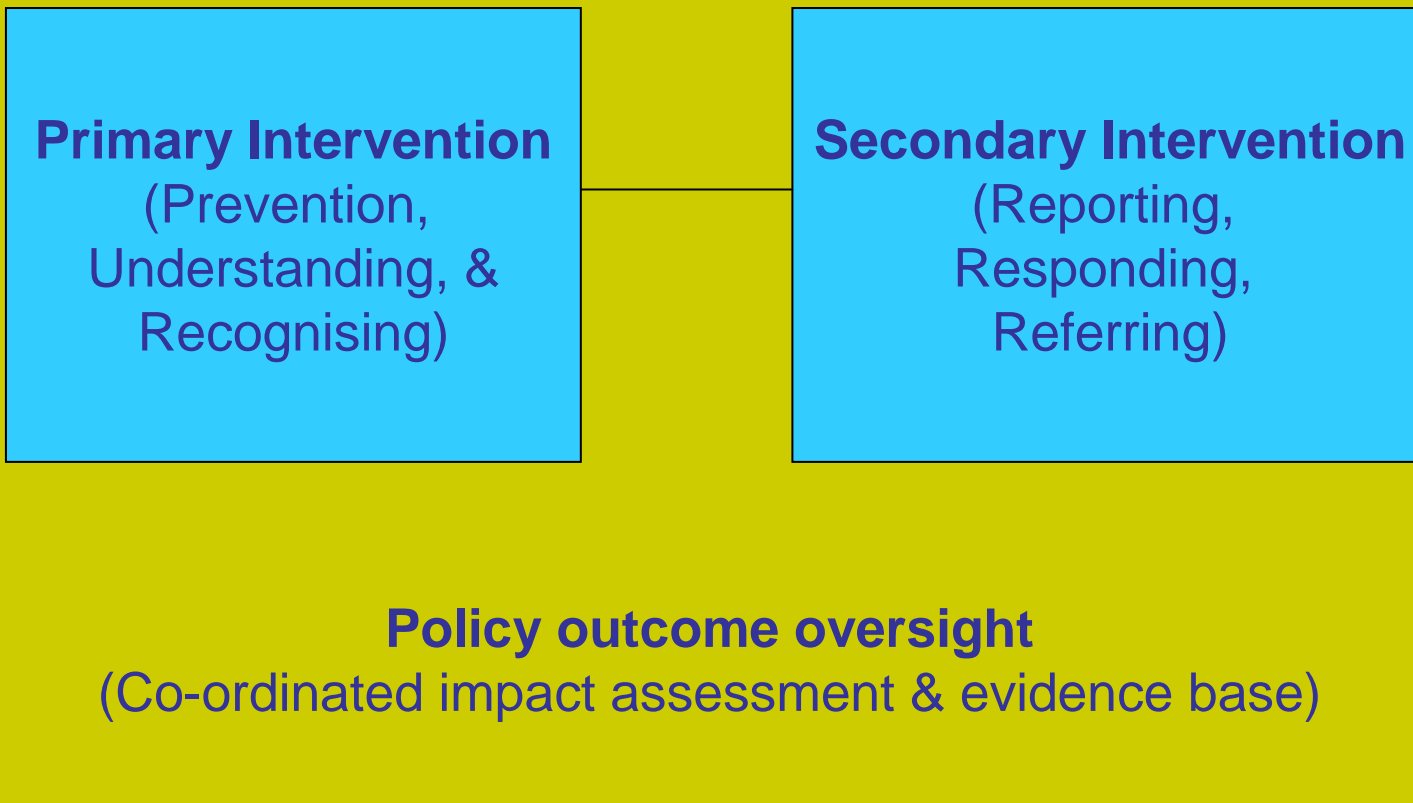 Primary Intervention
(Prevention,
Understanding, &
Recognising)
Secondary Intervention
(Reporting,
Responding,
Referring)
Policy outcome oversight
(Co-ordinated impact assessment & evidence base)